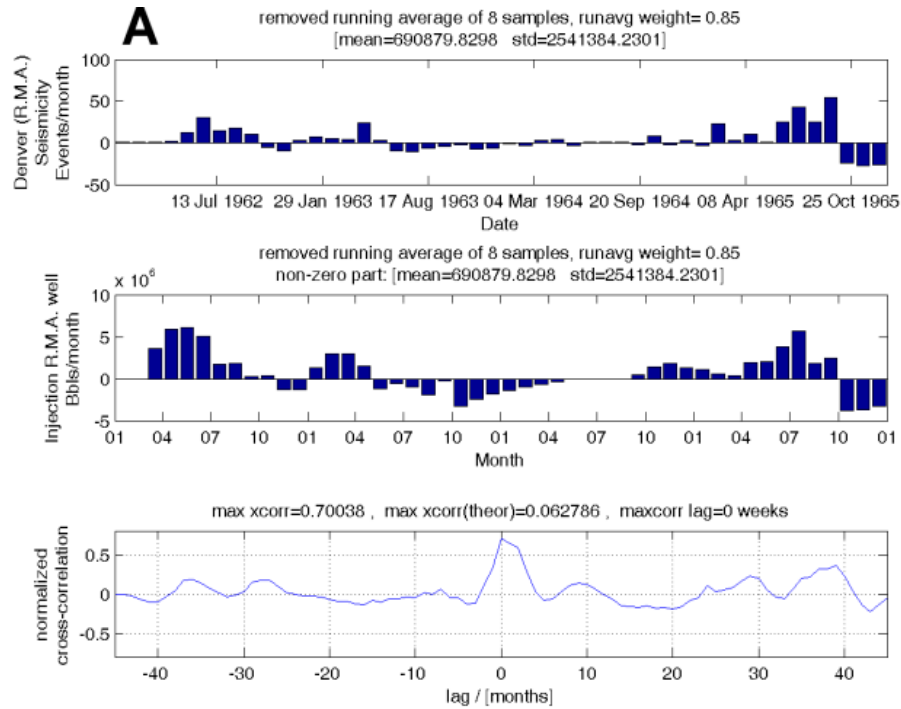 A
removed running average of 8 samples, runavg weight= 0.85
[mean=690879.8298 std=2541384.2301]
Denver (R.M.A.)
Seismicity
Events/month
100
50
0
-50
13 Jul 1962 29 Jan 1963 17 Aug 1963 04 Mar 1964 20 Sep 1964 08 Apr 1965 25 Oct 1965
Date
removed running average of 8 samples, runavg weight= 0.85
non-zero part: [mean=690879.8298 std=2541384.2301]
x 10^6
Injection R.M.A. well
Bbls/month
10
5
0
-5
01 04 07 10 01 04 07 10 01 04 07 10 01 04 07 10 01
Month
max xcorr=0.70038 , max xcorr(theor)=0.062786 , maxcorr lag=0 weeks
normalized
cross-correlation
0.5
0
-0.5
-40 -30 -20 -10 0 10 20 30 40
lag / [months]